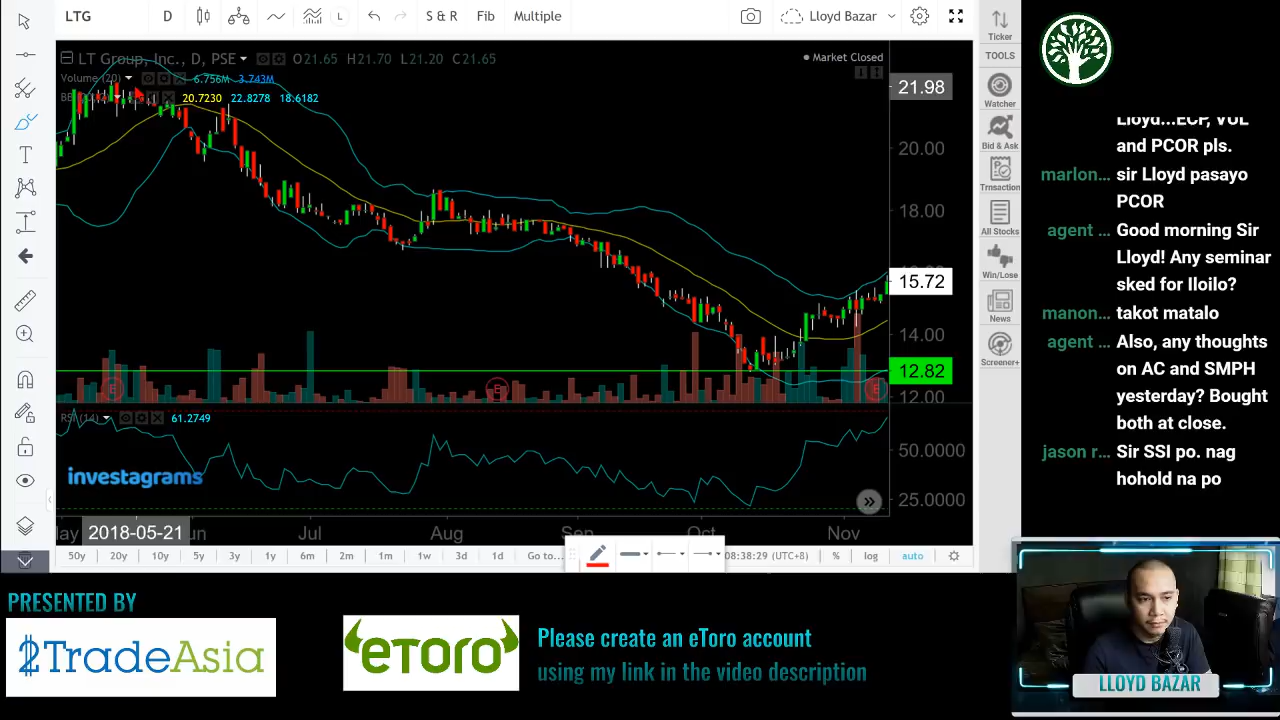 LTG
D
L
S & R
Fib
Multiple
Lloyd Bazar
LT Group, Inc., D, PSE
O21.65 H21.70 L21.20 C21.65
Market Closed
Volume (20)
6.756M 3.743M
20.7230 22.8278 18.6182
21.98
20.00
18.00
15.72
14.00
12.82
12.00
E
E
E
RSI (14)
61.2749
50.0000
25.0000
investagrams
2018-05-21
Jul
Aug
Sep
Oct
Nov
50y 20y 10y 5y 3y 1y 6m 2m 1m 1w 3d 1d Go to...
08:38:29 (UTC+8)
% log auto
Ticker
TOOLS
Watcher
Bid & Ask
Trnsaction
All Stocks
Win/Lose
News
Screener+
Lloyd...ECP, VUL
and PCOR pls.
marlon... sir Lloyd pasayo
PCOR
agent ... Good morning Sir
Lloyd! Any seminar
sked for Iloilo?
manon... takot matalo
agent ... Also, any thoughts
on AC and SMPH
yesterday? Bought
both at close.
jason r... Sir SSI po. nag
hohold na po
PRESENTED BY
2TradeAsia
eToro
Please create an eToro account
using my link in the video description
LLOYD BAZAR